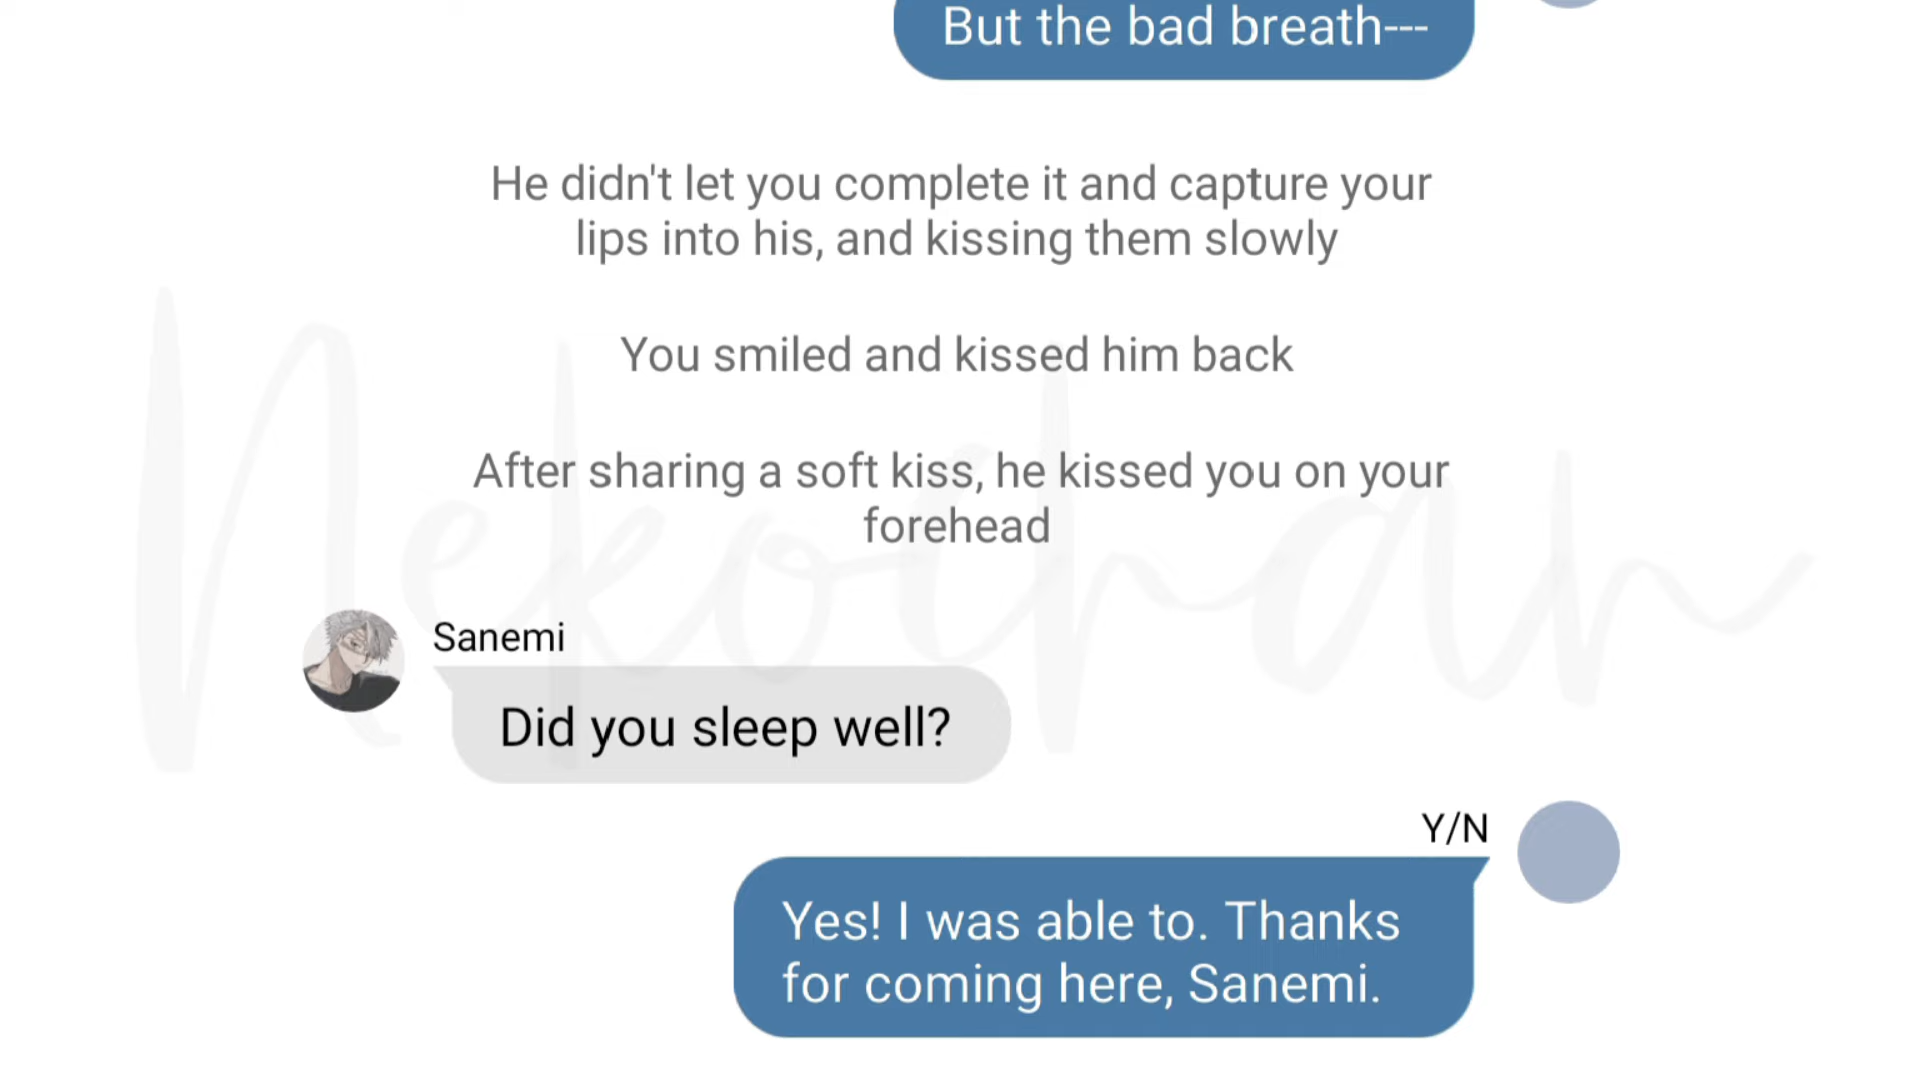 But the bad breath---
He didn't let you complete it and capture your
lips into his, and kissing them slowly
You smiled and kissed him back
After sharing a soft kiss, he kissed you on your
forehead
Nekochan
Sanemi
Did you sleep well?
Y/N
Yes! I was able to. Thanks
for coming here, Sanemi.